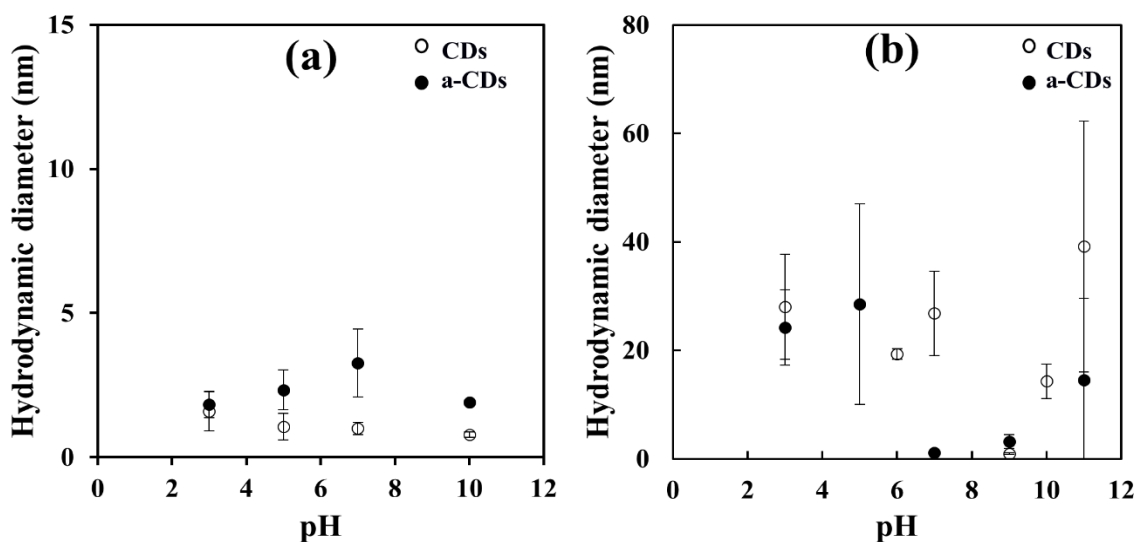 (a)
CDs
a-CDs
Hydrodynamic diameter (nm)
15
10
5
0
0 2 4 6 8 10 12
pH
(b)
CDs
a-CDs
Hydrodynamic diameter (nm)
80
60
40
20
0
0 2 4 6 8 10 12
pH